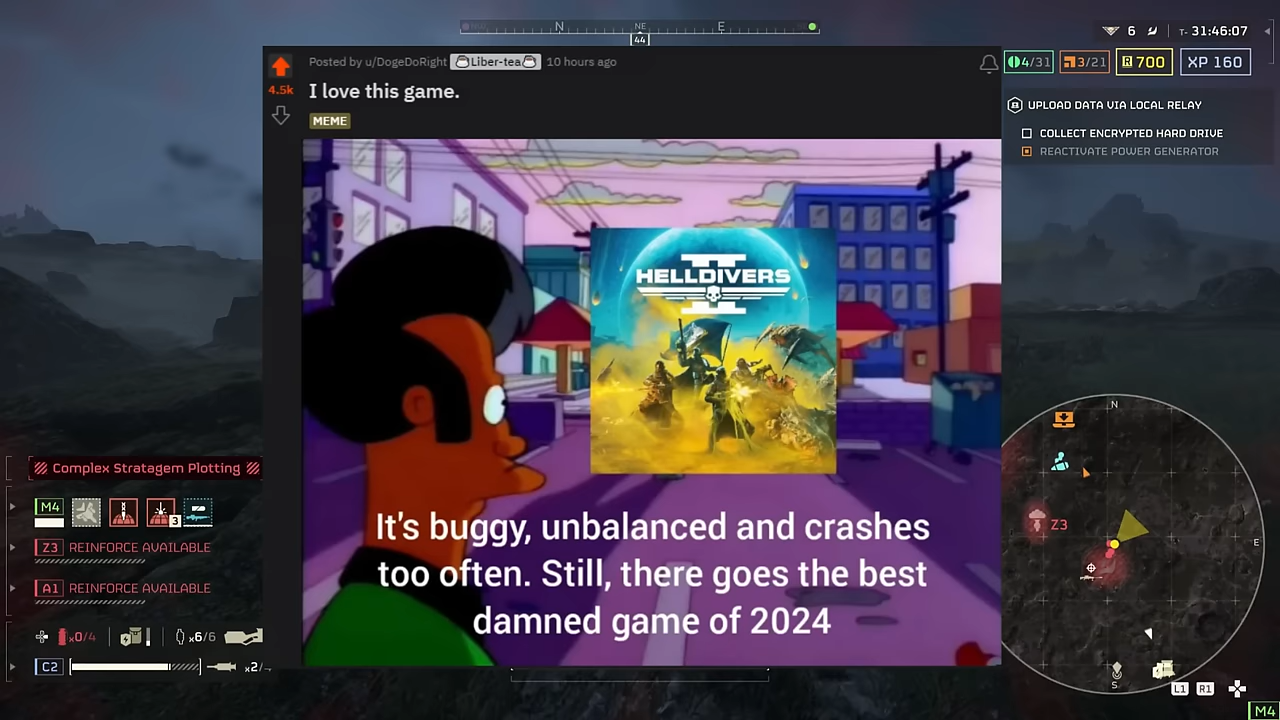 N
NE
E
44
6
T- 31:46:07
4/31
3/21
700
XP 160
Posted by u/DogeDoRight Liber-tea 10 hours ago
4.5k
I love this game.
MEME
UPLOAD DATA VIA LOCAL RELAY
COLLECT ENCRYPTED HARD DRIVE
REACTIVATE POWER GENERATOR
HELLDIVERS
II
It's buggy, unbalanced and crashes
too often. Still, there goes the best
damned game of 2024
Complex Stratagem Plotting
M4
3
Z3 REINFORCE AVAILABLE
A1 REINFORCE AVAILABLE
x0/4
x6/6
C2
x2/
N
Z3
E
S
L1 R1
M4